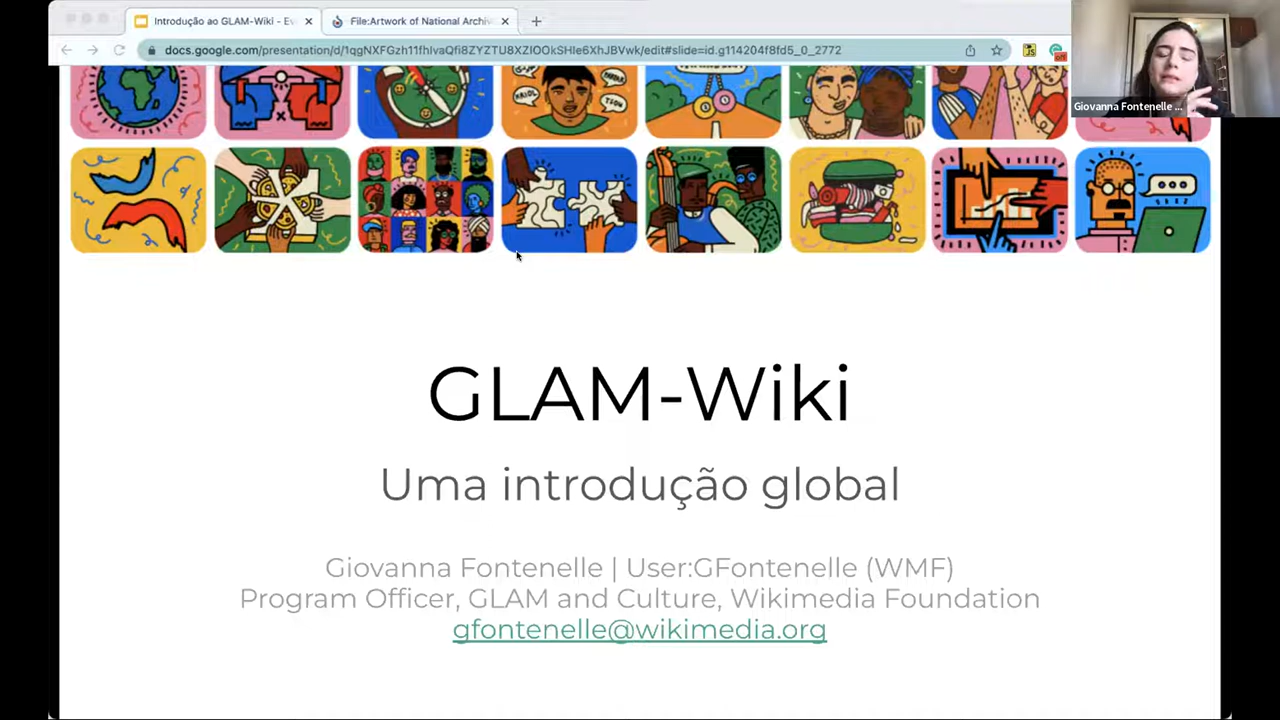 Introdução ao GLAM-Wiki - Ev
File:Artwork of National Archiv
docs.google.com/presentation/d/1qgNXFGzh11fhIvaQfi8ZYZTU8XZIOOkSHIe6XhJBVwk/edit#slide=id.g114204f8fd5_0_2772
Giovanna Fontenelle ...
GLAM-Wiki
Uma introdução global
Giovanna Fontenelle | User:GFontenelle (WMF)
Program Officer, GLAM and Culture, Wikimedia Foundation
gfontenelle@wikimedia.org